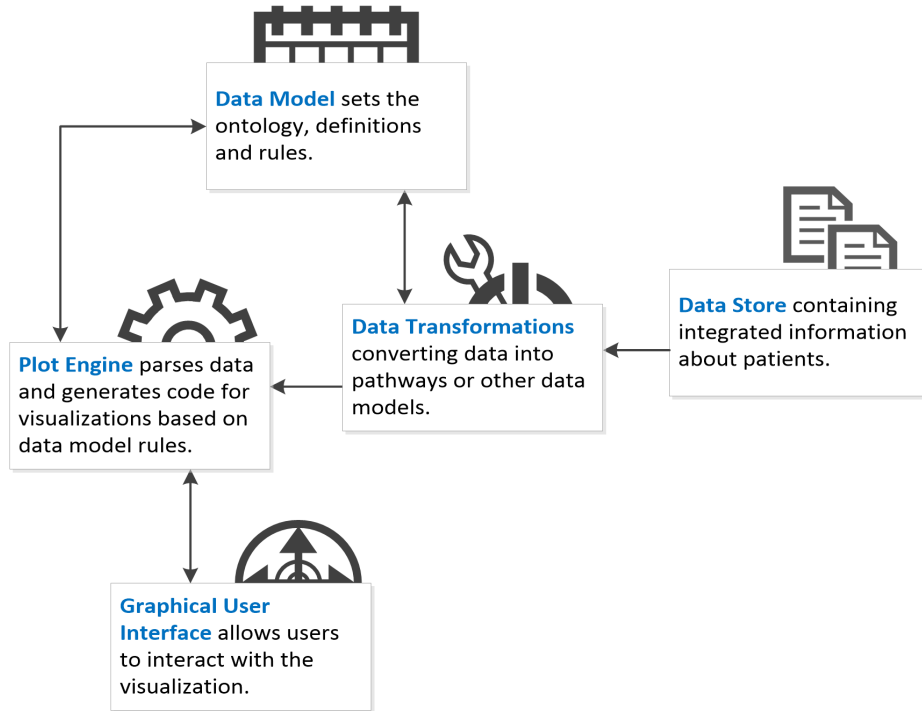 Data Model sets the
ontology, definitions
and rules.
Data Store containing
integrated information
about patients.
Data Transformations
converting data into
pathways or other data
models.
Plot Engine parses data
and generates code for
visualizations based on
data model rules.
Graphical User
Interface allows users
to interact with the
visualization.